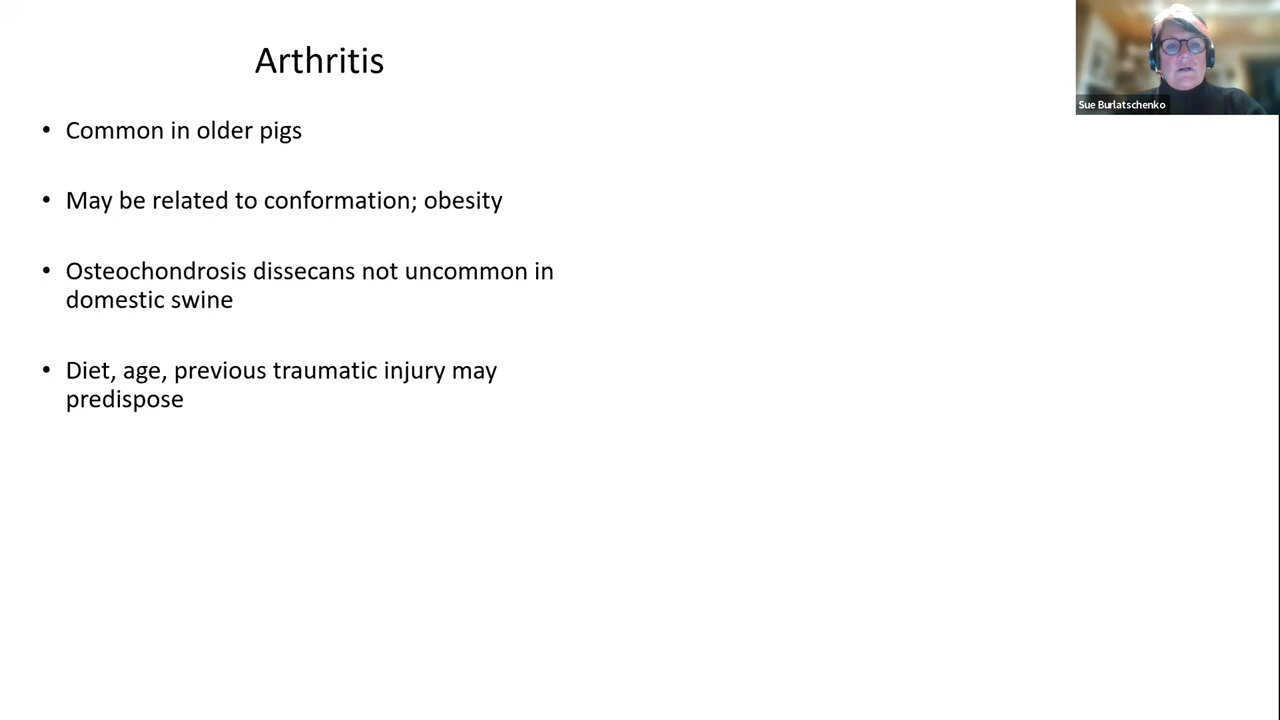 Arthritis
Sue Burlatschenko
• Common in older pigs
• May be related to conformation; obesity
• Osteochondrosis dissecans not uncommon in
domestic swine
• Diet, age, previous traumatic injury may
predispose